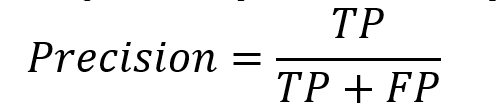 Precision = TP / TP + FP